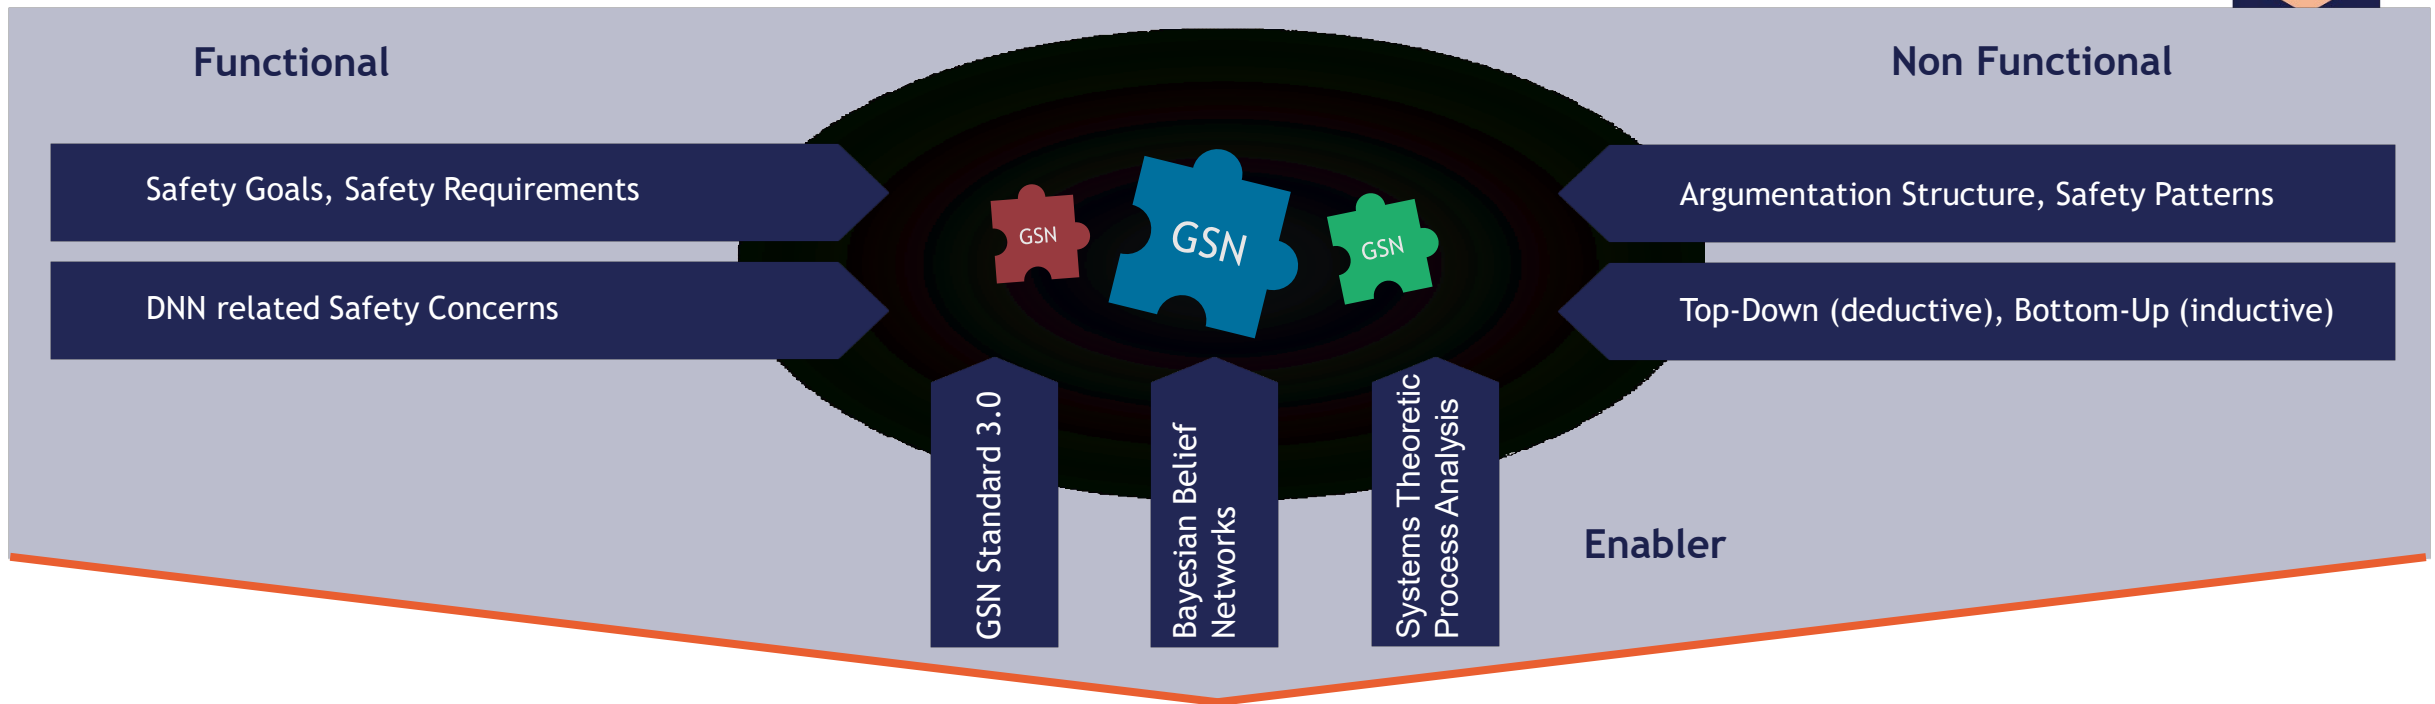 Functional
Non Functional
Safety Goals, Safety Requirements
DNN related Safety Concerns
GSN
GSN
GSN
Argumentation Structure, Safety Patterns
Top-Down (deductive), Bottom-Up (inductive)
GSN Standard 3.0
Bayesian Belief
Networks
Systems Theoretic
Process Analysis
Enabler